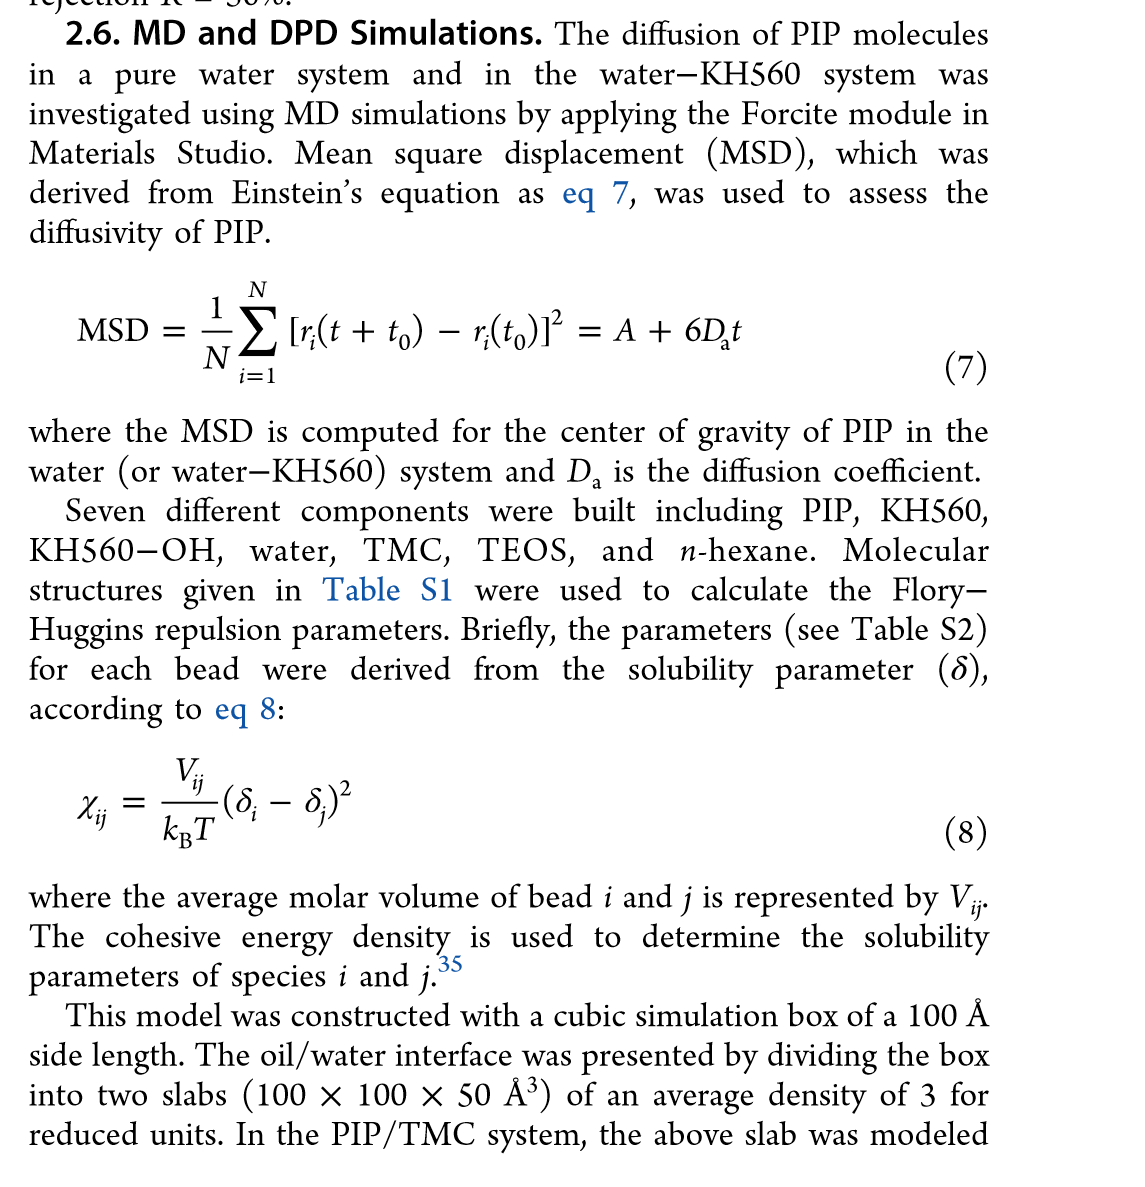 rejection R = 50%.
2.6. MD and DPD Simulations. The diffusion of PIP molecules
in a pure water system and in the water−KH560 system was
investigated using MD simulations by applying the Forcite module in
Materials Studio. Mean square displacement (MSD), which was
derived from Einstein’s equation as eq 7, was used to assess the
diffusivity of PIP.
MSD = \frac{1}{N} \sum_{i=1}^{N} [r_i(t + t_0) − r_i(t_0)]^2 = A + 6D_a t
(7)
where the MSD is computed for the center of gravity of PIP in the
water (or water−KH560) system and D_a is the diffusion coefficient.
Seven different components were built including PIP, KH560,
KH560−OH, water, TMC, TEOS, and n-hexane. Molecular
structures given in Table S1 were used to calculate the Flory−
Huggins repulsion parameters. Briefly, the parameters (see Table S2)
for each bead were derived from the solubility parameter (δ),
according to eq 8:
χ_{ij} = \frac{V_{ij}}{k_B T}(δ_i − δ_j)^2
(8)
where the average molar volume of bead i and j is represented by V_{ij}.
The cohesive energy density is used to determine the solubility
parameters of species i and j.^35
This model was constructed with a cubic simulation box of a 100 Å
side length. The oil/water interface was presented by dividing the box
into two slabs (100 × 100 × 50 Å³) of an average density of 3 for
reduced units. In the PIP/TMC system, the above slab was modeled